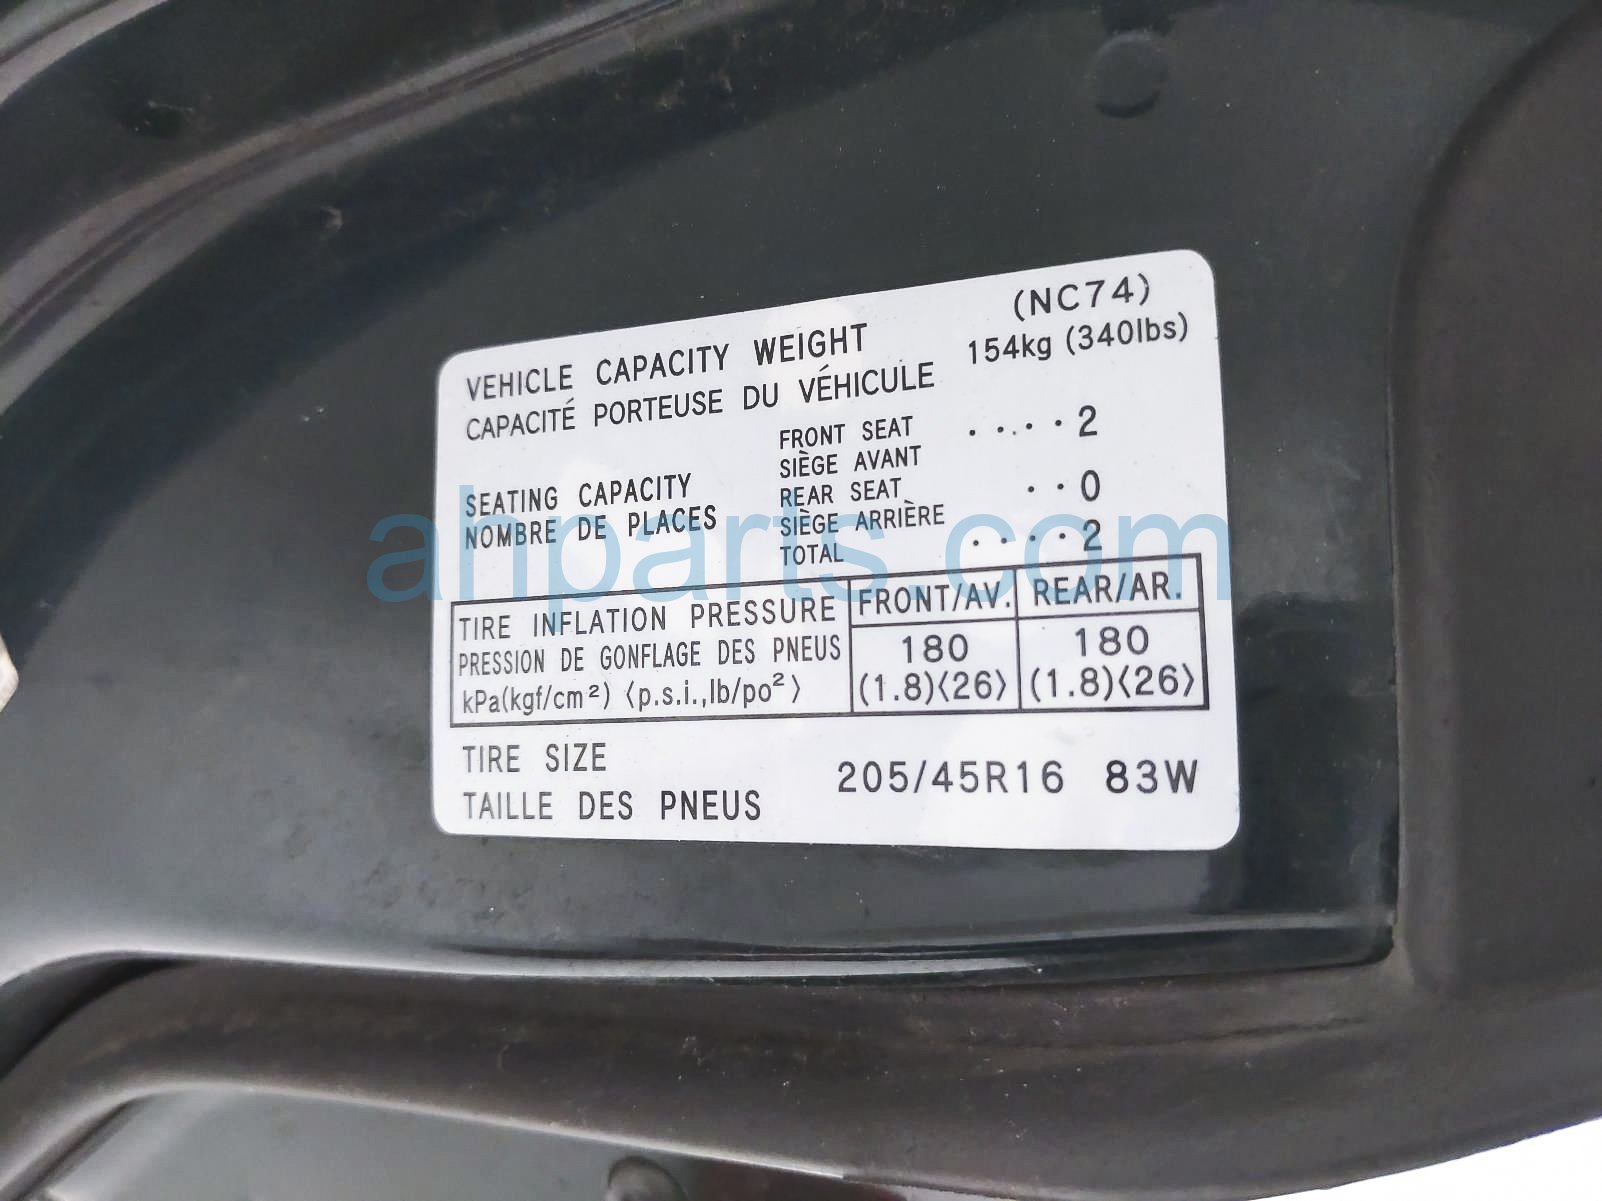 (NC74)
VEHICLE CAPACITY WEIGHT 154kg (340lbs)
CAPACITÉ PORTEUSE DU VÉHICULE
FRONT SEAT ····2
SIÈGE AVANT
SEATING CAPACITY REAR SEAT ··0
NOMBRE DE PLACES SIÈGE ARRIÈRE
TOTAL ····2
ahparts.com
TIRE INFLATION PRESSURE FRONT/AV. REAR/AR.
PRESSION DE GONFLAGE DES PNEUS 180 180
kPa(kgf/cm²) ⟨p.s.i.,lb/po²⟩ (1.8)⟨26⟩ (1.8)⟨26⟩
TIRE SIZE 205/45R16 83W
TAILLE DES PNEUS